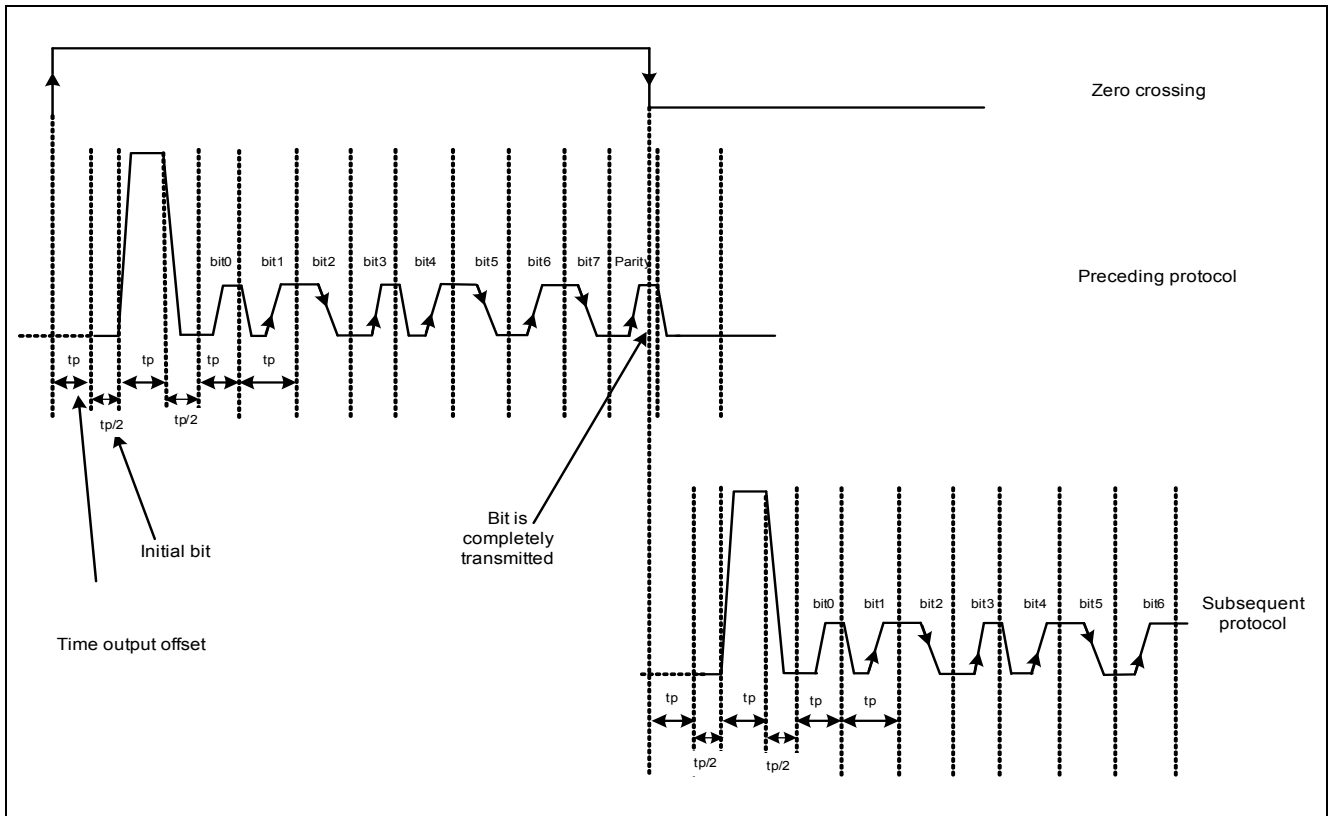 Zero crossing
bit0 bit1 bit2 bit3 bit4 bit5 bit6 bit7 Parity
Preceding protocol
tp tp tp tp
tp/2 tp/2
Initial bit
Bit is
completely
transmitted
Time output offset
bit0 bit1 bit2 bit3 bit4 bit5 bit6
Subsequent
protocol
tp tp tp tp
tp/2 tp/2